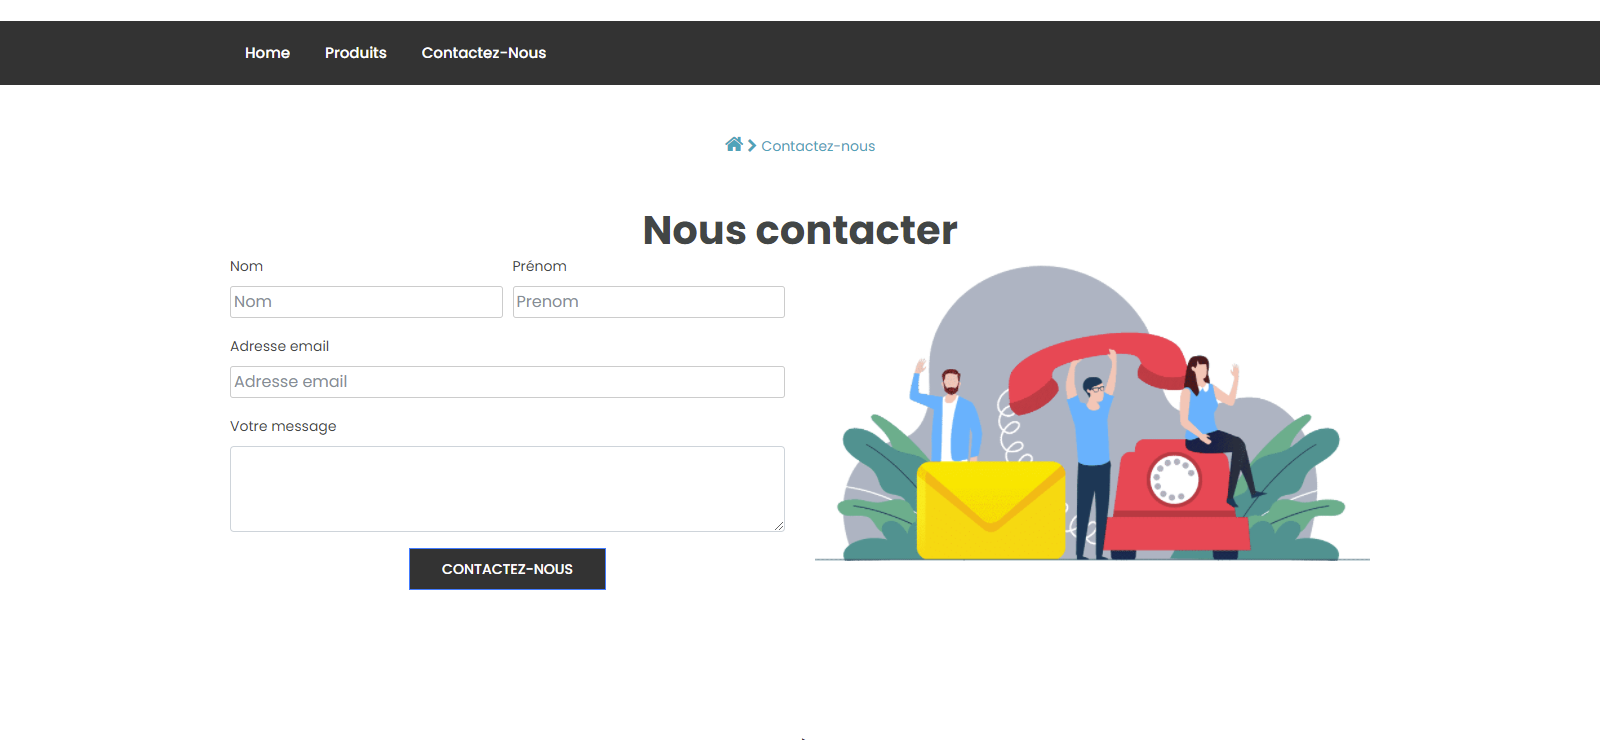 Home Produits Contactez-Nous
Contactez-nous
Nous contacter
Nom Prénom
Nom Prenom
Adresse email
Adresse email
Votre message
CONTACTEZ-NOUS